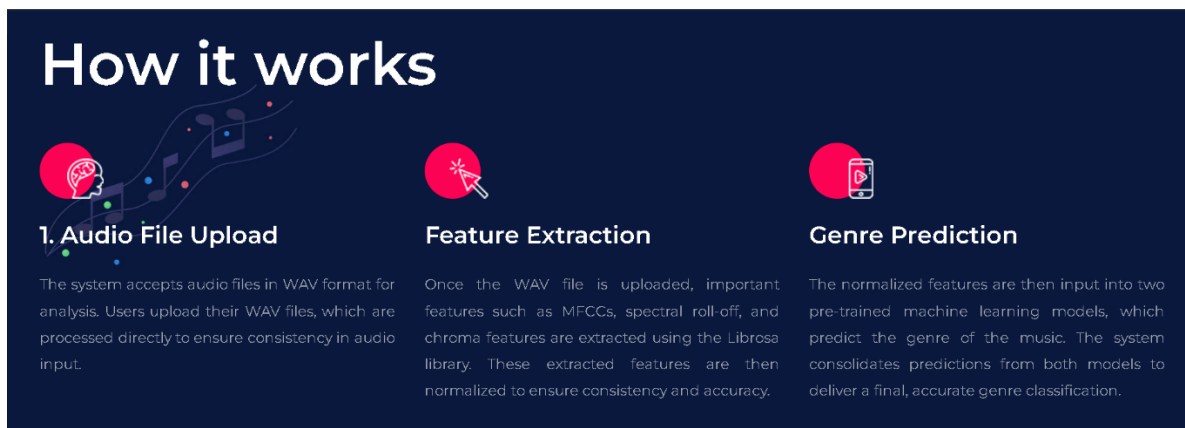 How it works
1. Audio File Upload
The system accepts audio files in WAV format for
analysis. Users upload their WAV files, which are
processed directly to ensure consistency in audio
input.
Feature Extraction
Once the WAV file is uploaded, important
features such as MFCCs, spectral roll-off, and
chroma features are extracted using the Librosa
library. These extracted features are then
normalized to ensure consistency and accuracy.
Genre Prediction
The normalized features are then input into two
pre-trained machine learning models, which
predict the genre of the music. The system
consolidates predictions from both models to
deliver a final, accurate genre classification.